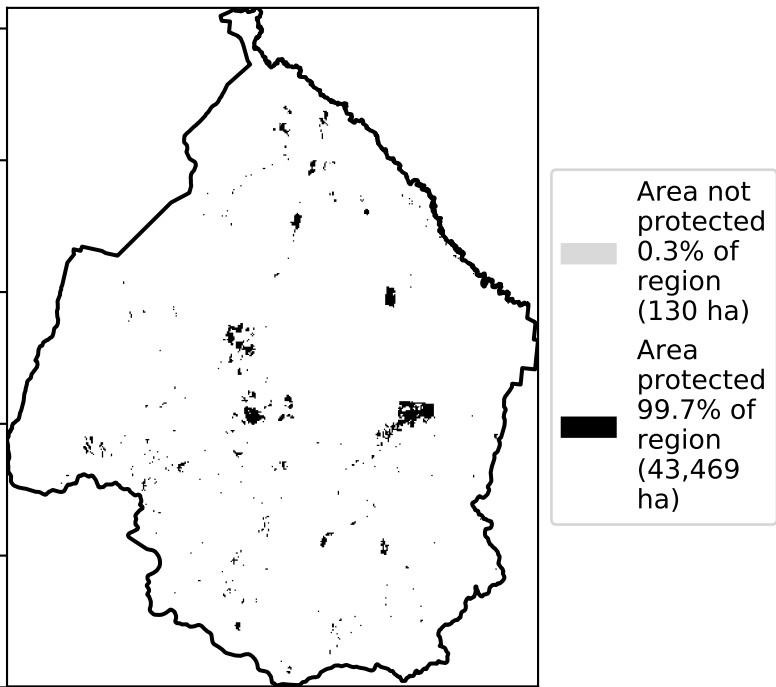 Area not
protected
0.3% of
region
(130 ha)
Area
protected
99.7% of
region
(43,469
ha)